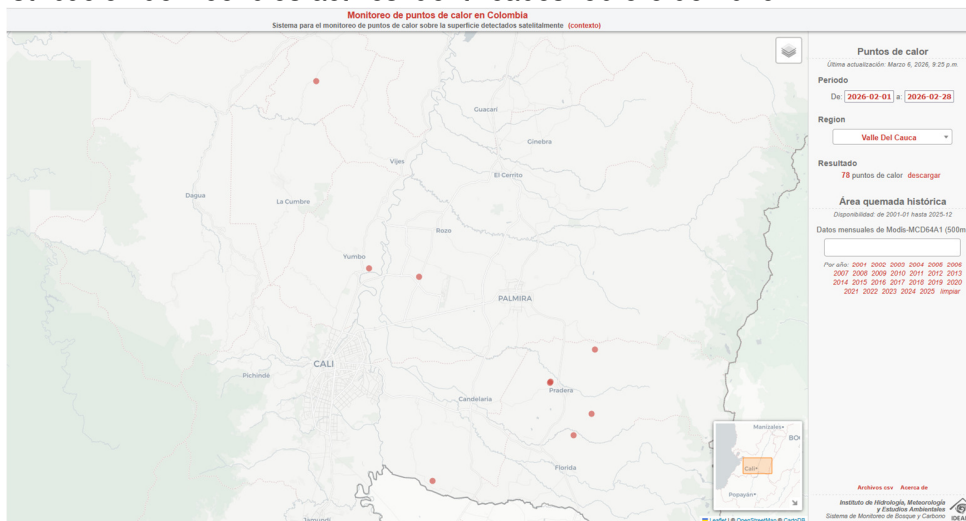 Monitoreo de puntos de calor en Colombia
Sistema para el monitoreo de puntos de calor sobre la superficie detectados satelitalmente (contexto)
Guacarí
Ginebra
Vijes
El Cerrito
Dagua
La Cumbre
Rozo
Yumbo
PALMIRA
CALI
Pichindé
Pradera
Candelaria
Florida
Jamundí
Manizales
BO
Cali
Popayán
Leaflet | © OpenStreetMap © CartoDB
Puntos de calor
Última actualización: Marzo 6, 2026, 9:25 p.m.
Periodo
De: 2026-02-01 a: 2026-02-28
Region
Valle Del Cauca
Resultado
78 puntos de calor descargar
Área quemada histórica
Disponibilidad: de 2001-01 hasta 2025-12
Datos mensuales de Modis-MCD64A1 (500m
Por año: 2001 2002 2003 2004 2005 2006
2007 2008 2009 2010 2011 2012 2013
2014 2015 2016 2017 2018 2019 2020
2021 2022 2023 2024 2025 limpiar
Archivos csv Acerca de
Instituto de Hidrología, Meteorología
y Estudios Ambientales
Sistema de Monitoreo de Bosque y Carbono
IDEA